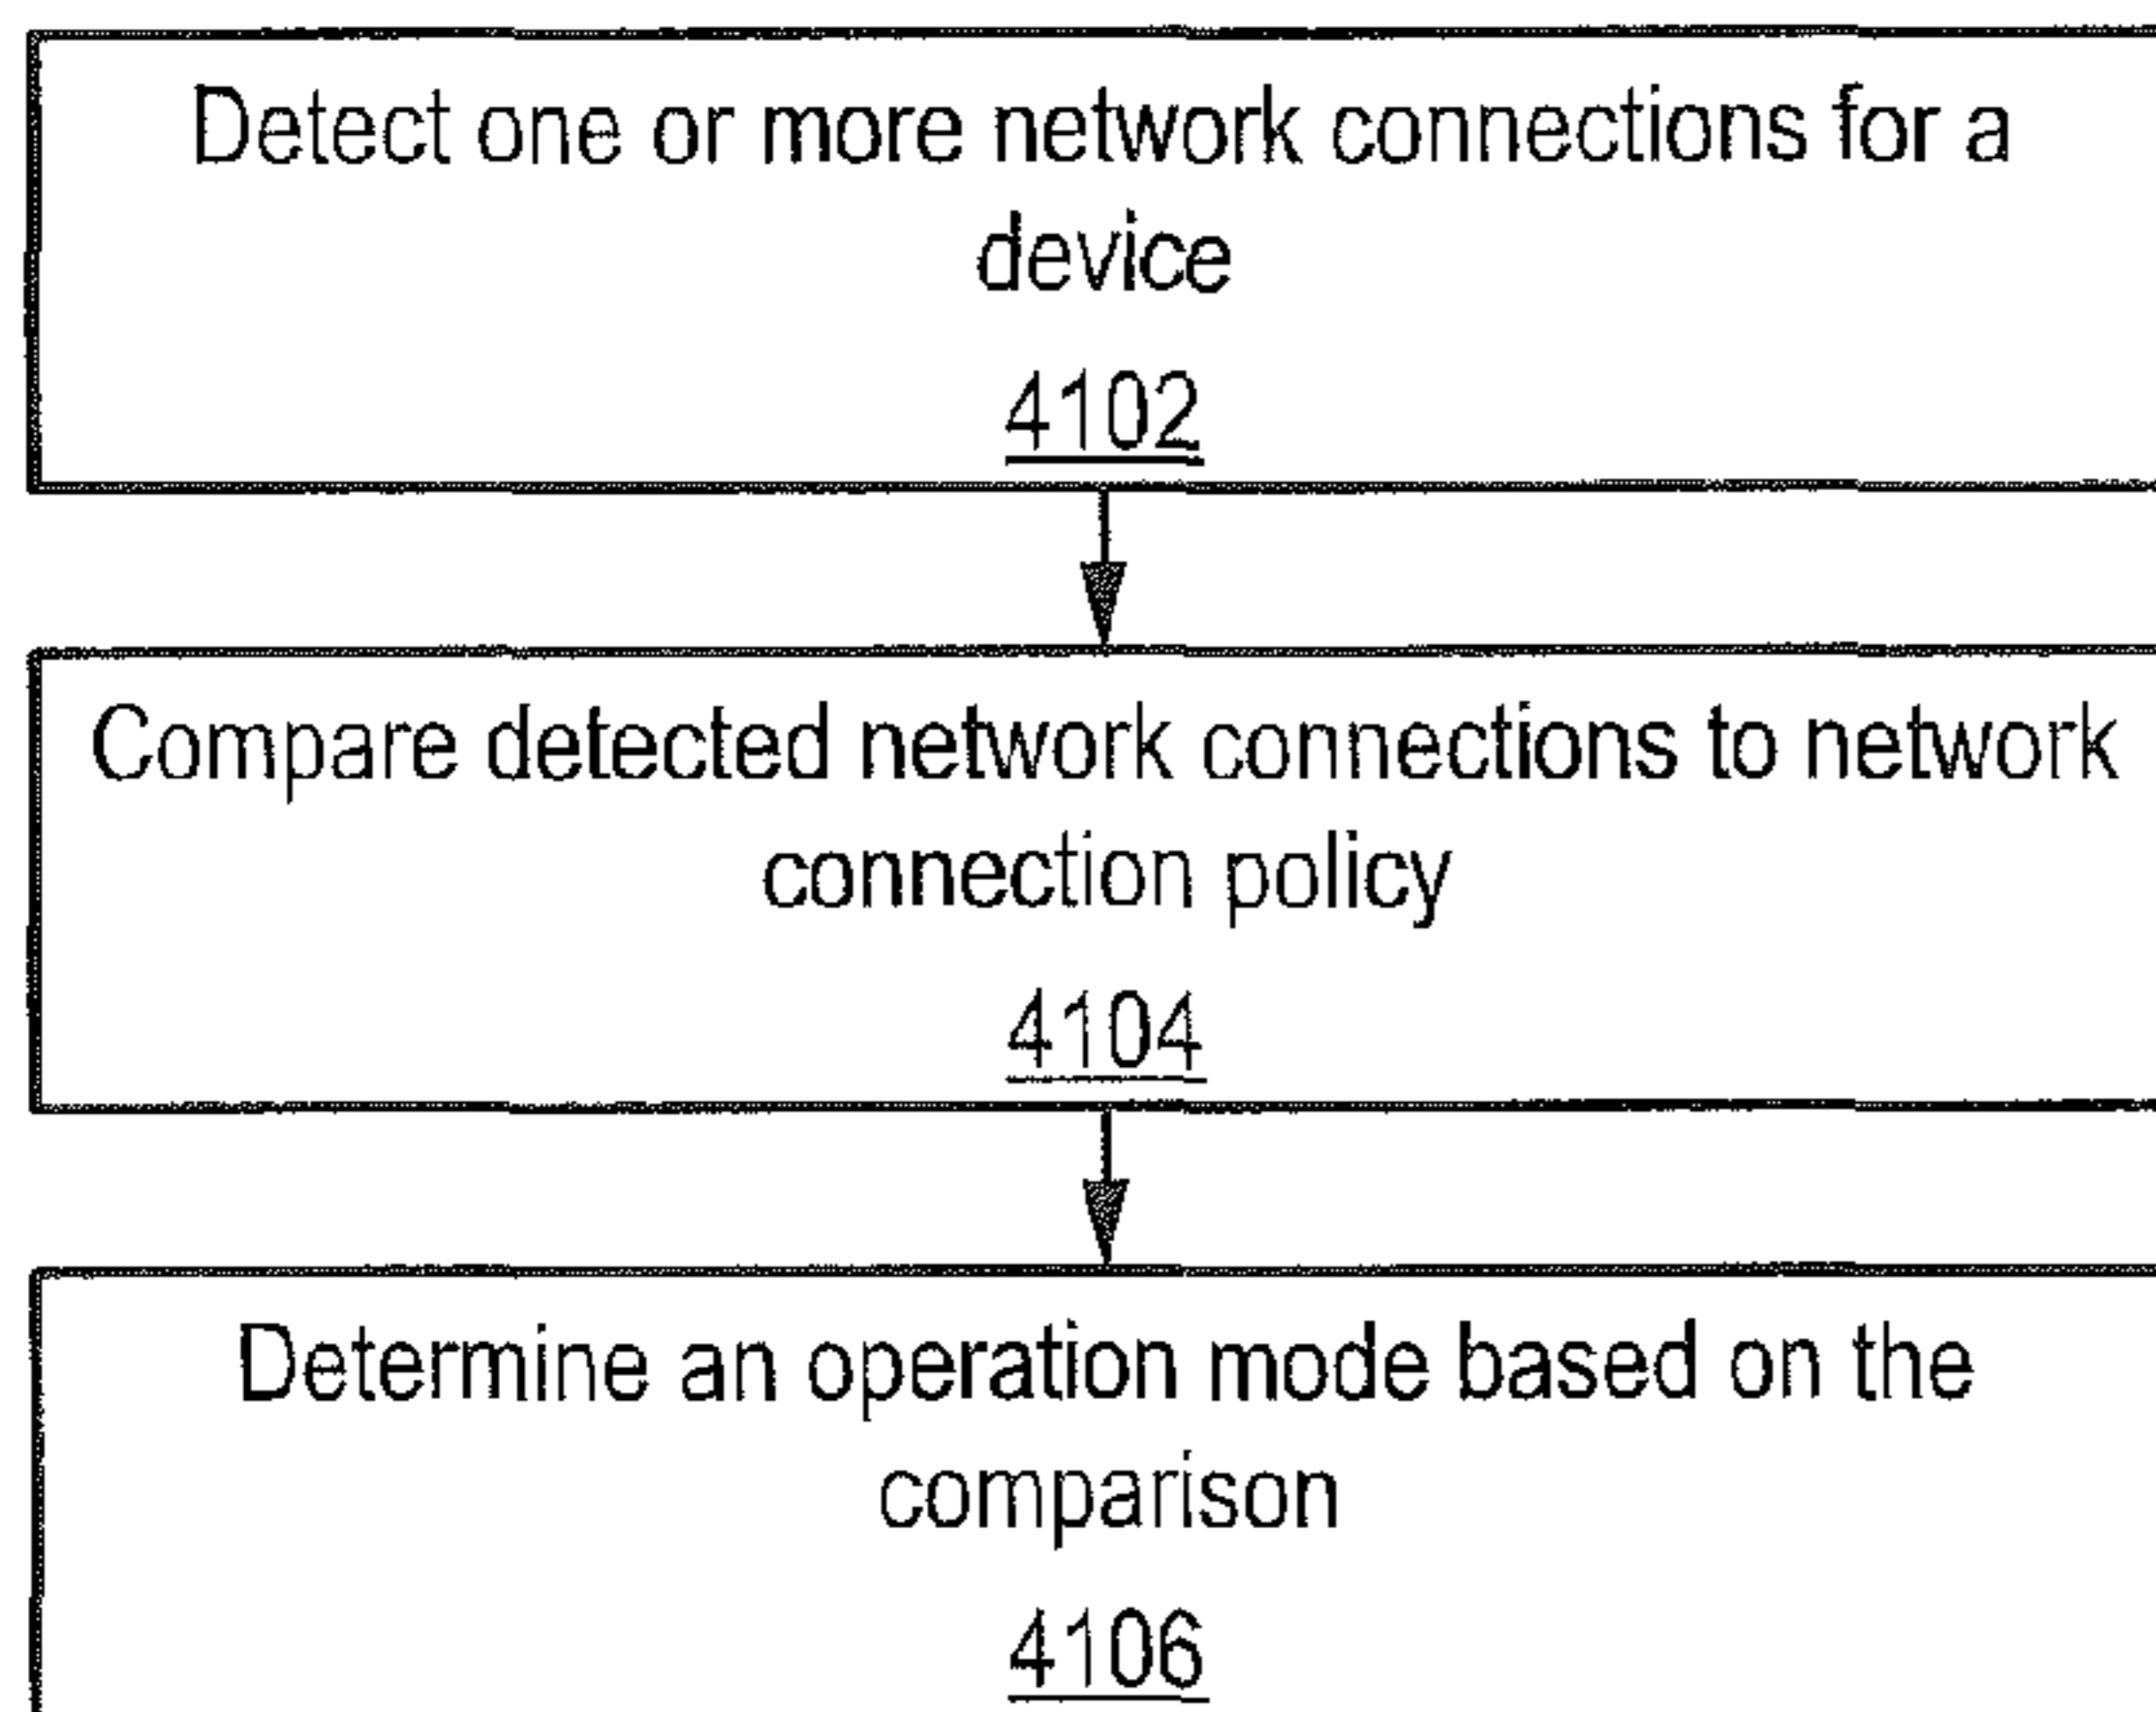 Detect one or more network connections for a
device
4102
Compare detected network connections to network
connection policy
4104
Determine an operation mode based on the
comparison
4106